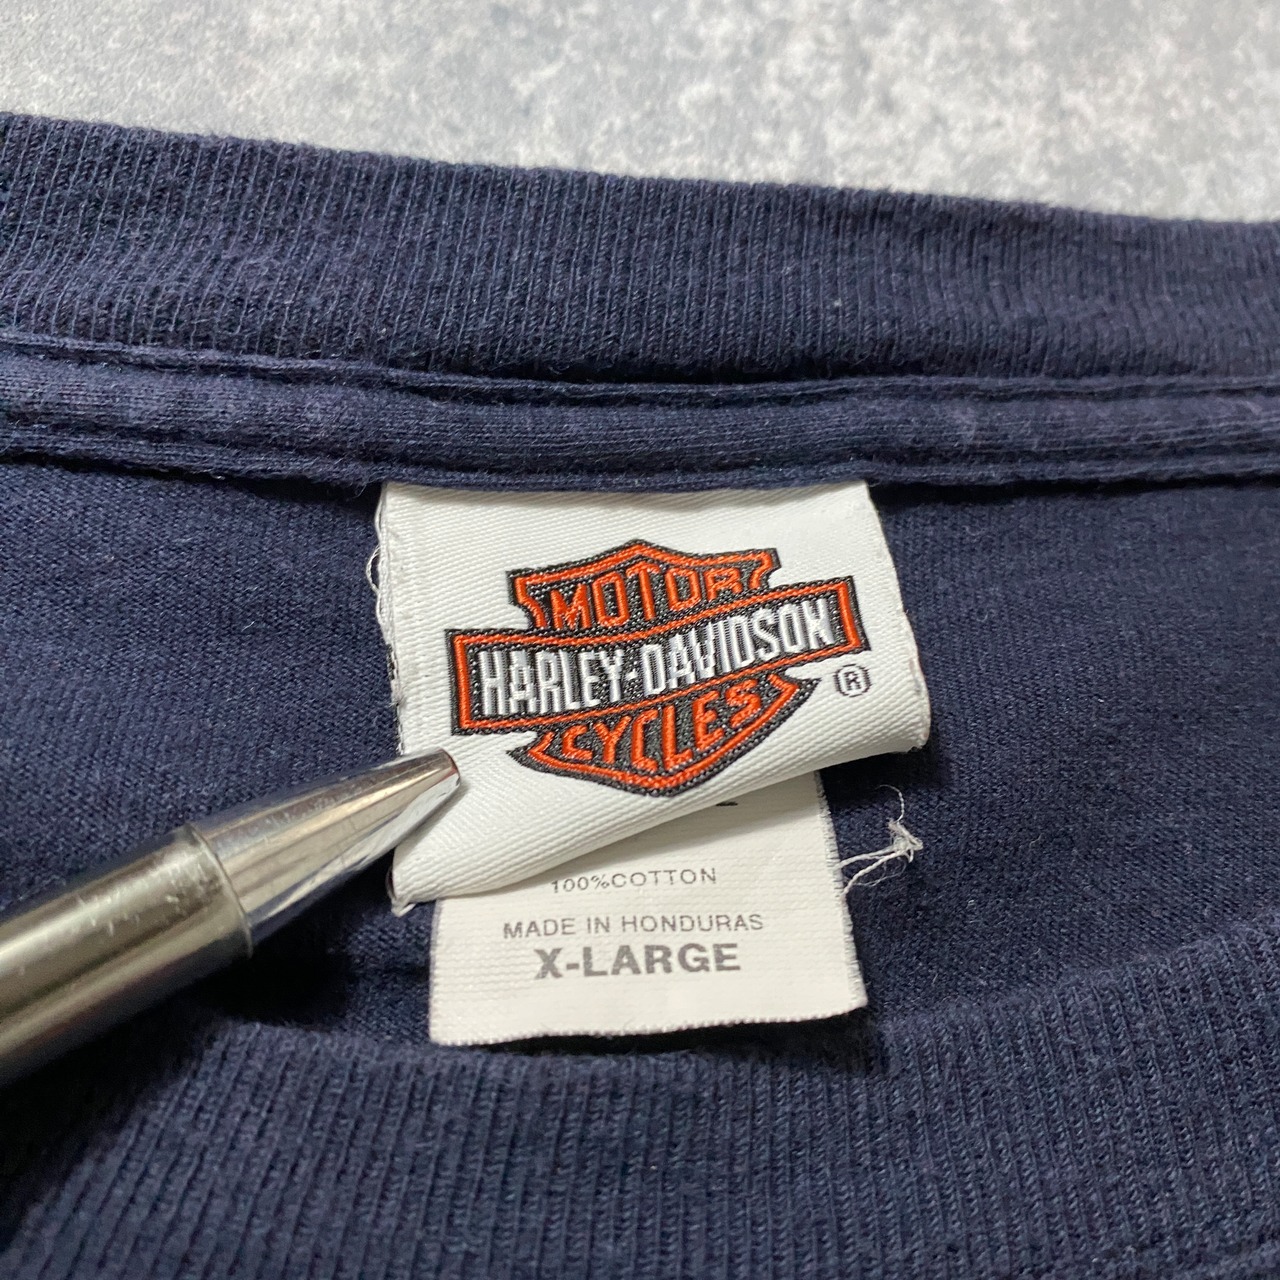 MOTOR
HARLEY-DAVIDSON
®
CYCLES
100%COTTON
MADE IN HONDURAS
X-LARGE